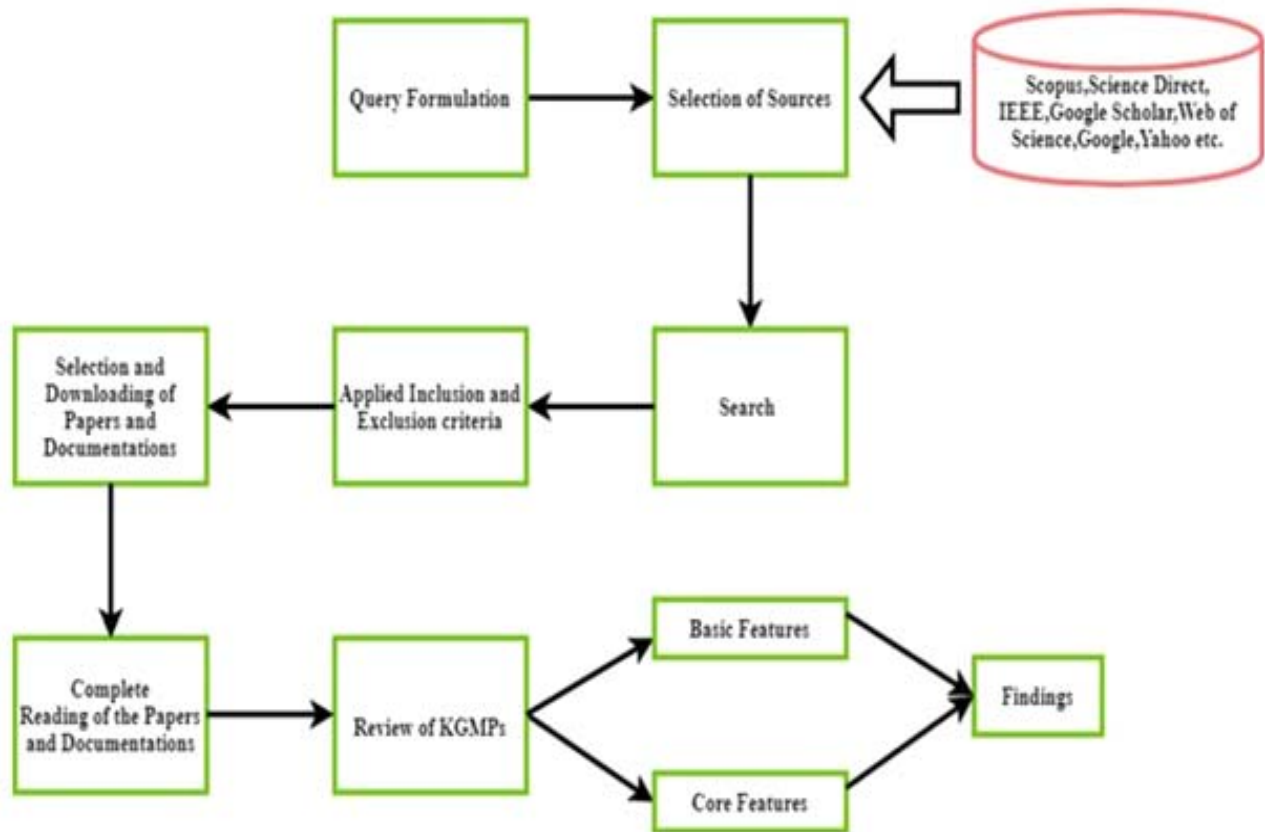 Query Formulation
Selection of Sources
Scopus,Science Direct,
IEEE,Google Scholar,Web of
Science,Google,Yahoo etc.
Search
Applied Inclusion and
Exclusion criteria
Selection and
Downloading of
Papers and
Documentations
Complete
Reading of the Papers
and Documentations
Review of KGMPs
Basic Features
Core Features
Findings